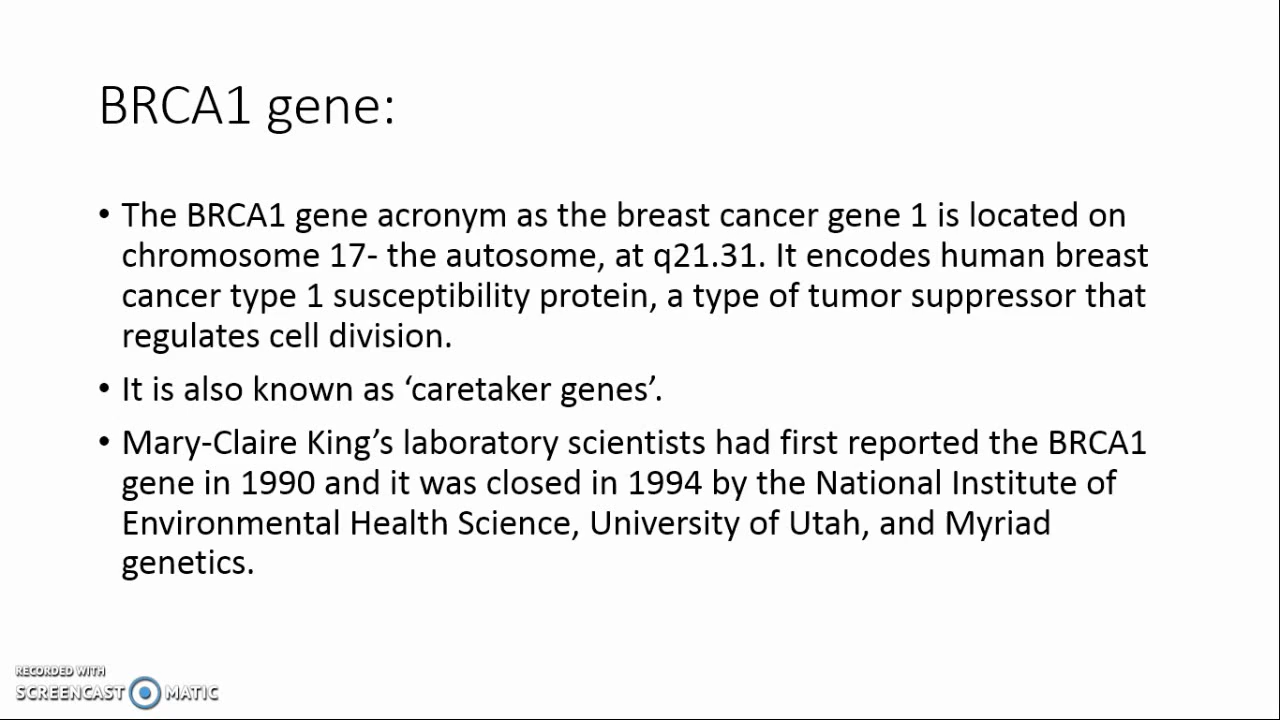 BRCA1 gene:
• The BRCA1 gene acronym as the breast cancer gene 1 is located on
chromosome 17- the autosome, at q21.31. It encodes human breast
cancer type 1 susceptibility protein, a type of tumor suppressor that
regulates cell division.
• It is also known as ‘caretaker genes’.
• Mary-Claire King’s laboratory scientists had first reported the BRCA1
gene in 1990 and it was closed in 1994 by the National Institute of
Environmental Health Science, University of Utah, and Myriad
genetics.
RECORDED WITH
SCREENCAST MATIC